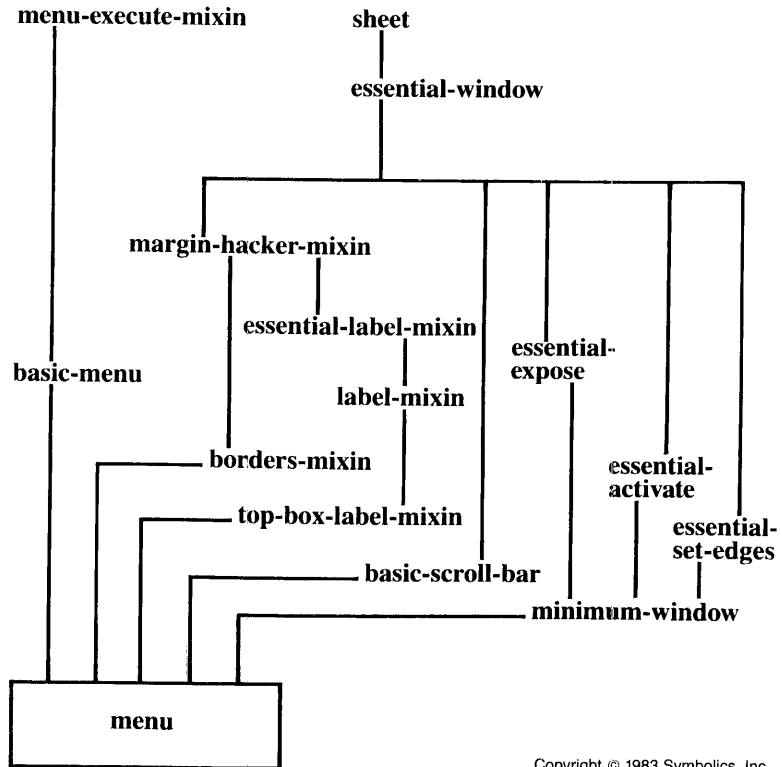 menu-execute-mixin
sheet
essential-window
margin-hacker-mixin
essential-label-mixin
essential-
expose
basic-menu
label-mixin
borders-mixin
essential-
activate
top-box-label-mixin
essential-
set-edges
basic-scroll-bar
minimum-window
menu
Copyright © 1983 Symbolics, Inc.